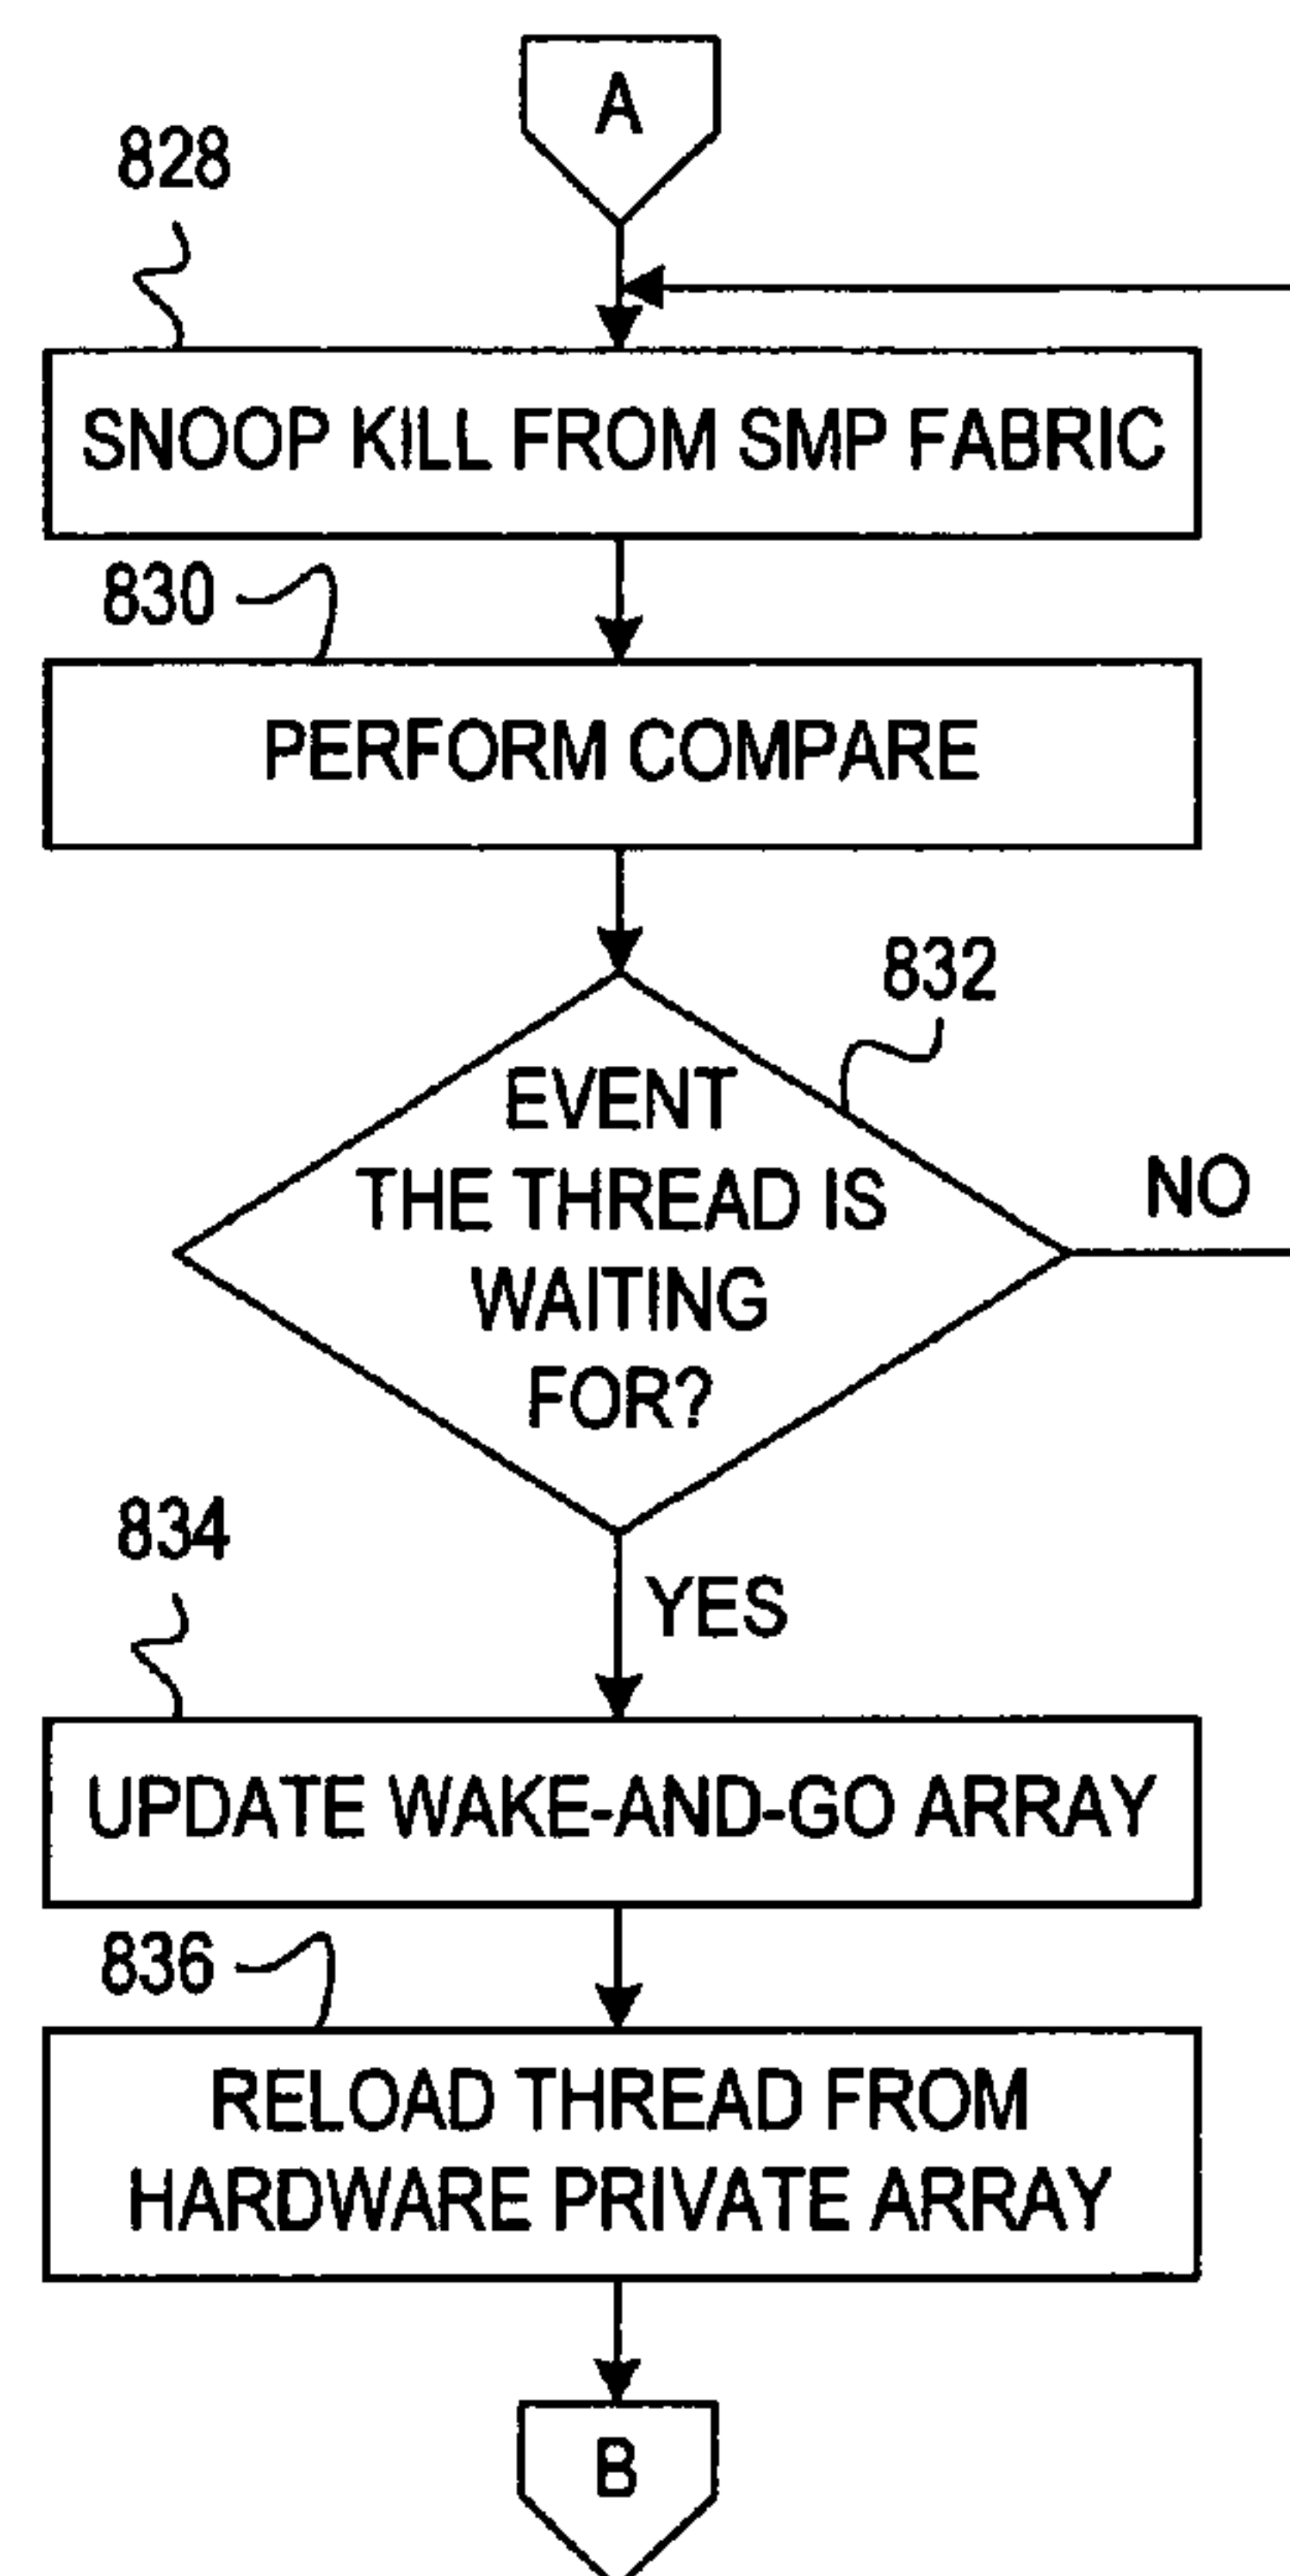 A
828
SNOOP KILL FROM SMP FABRIC
830
PERFORM COMPARE
832
EVENT
THE THREAD IS
WAITING
FOR?
NO
YES
834
UPDATE WAKE-AND-GO ARRAY
836
RELOAD THREAD FROM
HARDWARE PRIVATE ARRAY
B